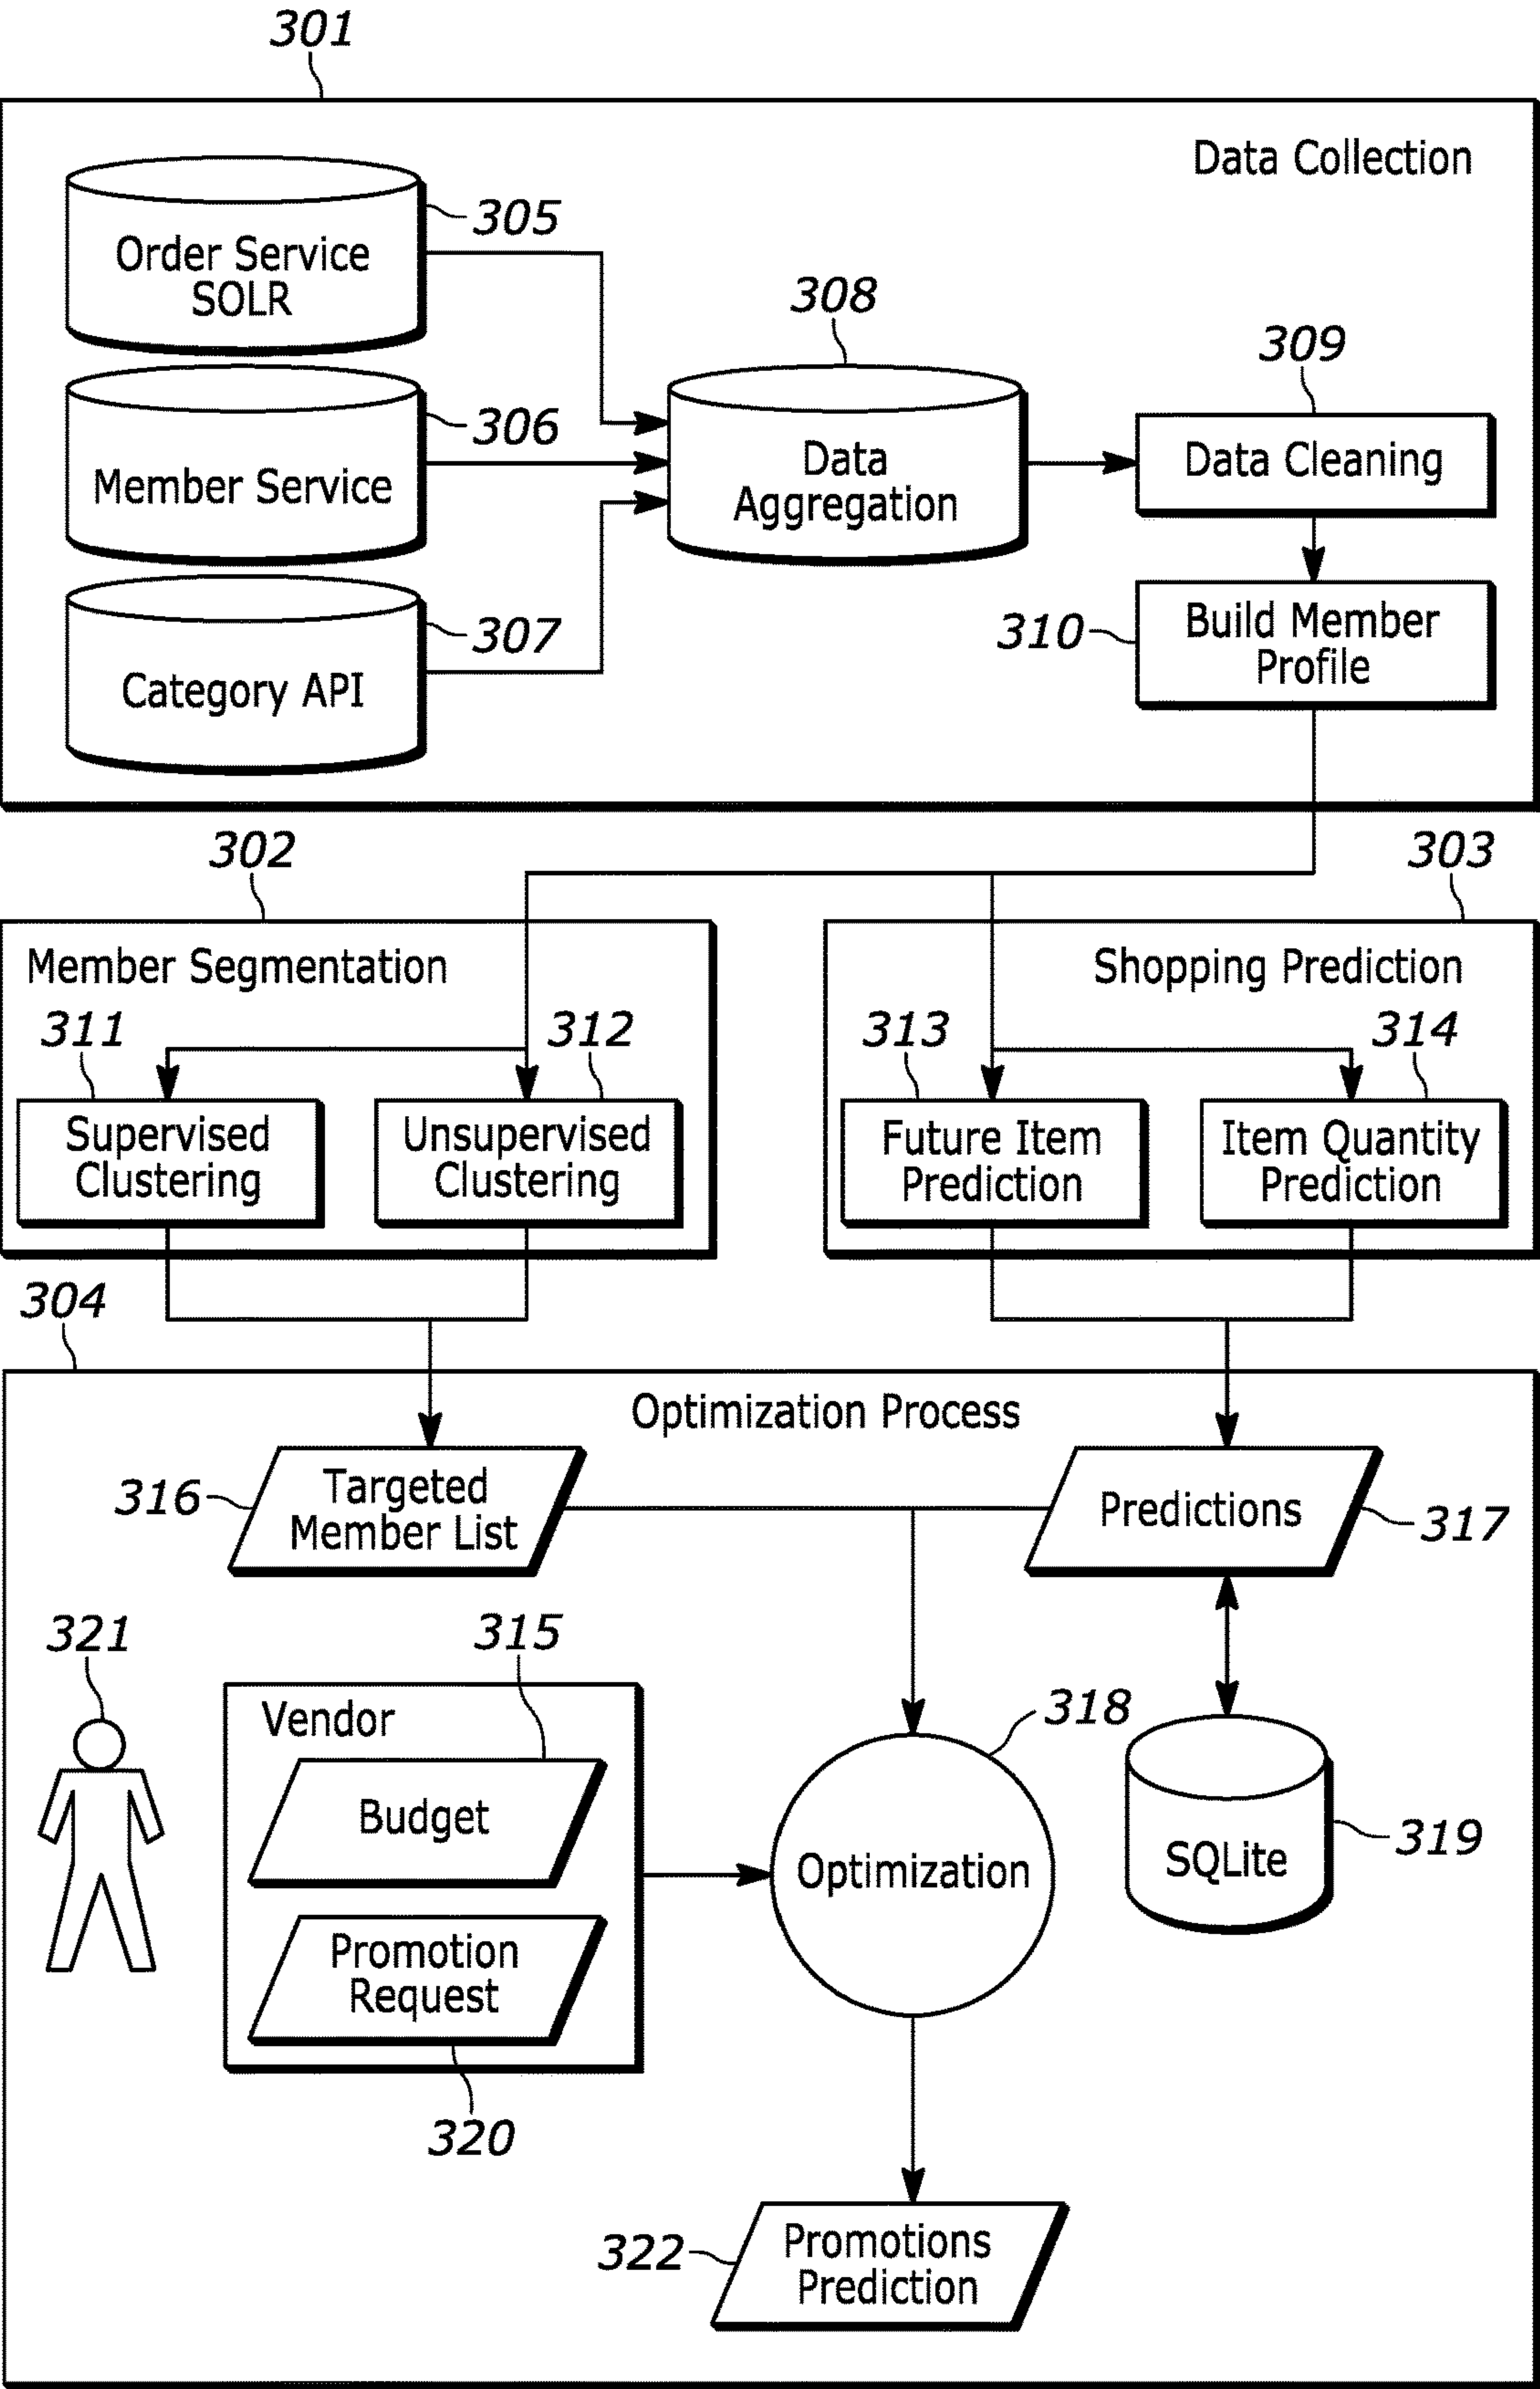 301
Data Collection
305
Order Service
SOLR
308
309
306
Member Service
Data
Aggregation
Data Cleaning
307
Category API
310
Build Member
Profile
302
303
Member Segmentation
Shopping Prediction
311
312
313
314
Supervised
Clustering
Unsupervised
Clustering
Future Item
Prediction
Item Quantity
Prediction
304
Optimization Process
316
Targeted
Member List
Predictions
317
321
315
Vendor
318
Budget
Optimization
SQLite
319
Promotion
Request
320
322
Promotions
Prediction